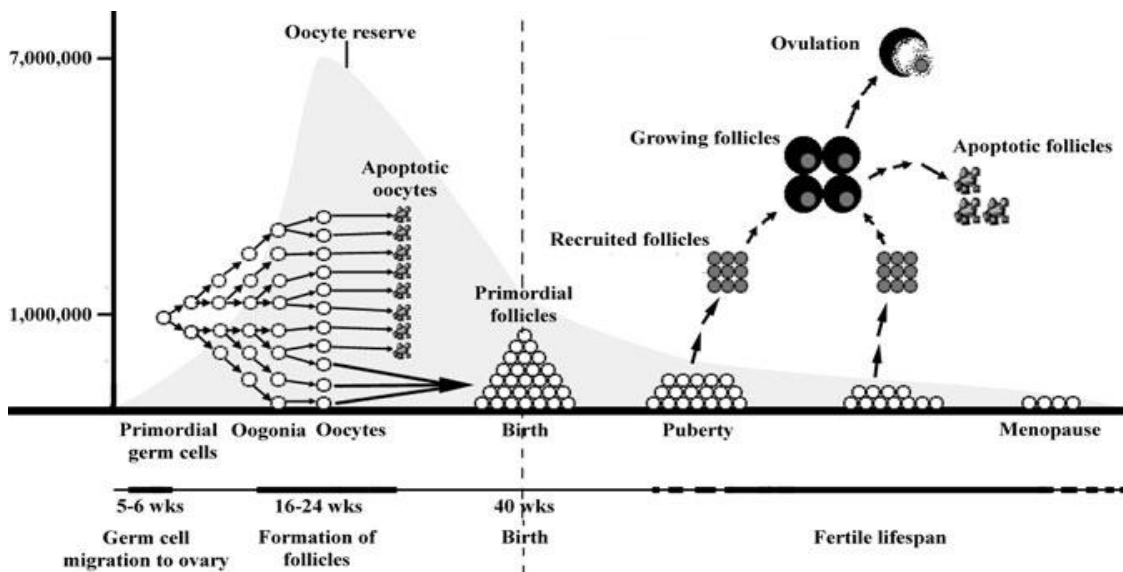 Oocyte reserve
7,000,000
Ovulation
Growing follicles
Apoptotic follicles
Apoptotic
oocytes
Recruited follicles
Primordial
follicles
1,000,000
Primordial
germ cells
Oogonia
Oocytes
Birth
Puberty
Menopause
5-6 wks
16-24 wks
40 wks
Germ cell
migration to ovary
Formation of
follicles
Birth
Fertile lifespan